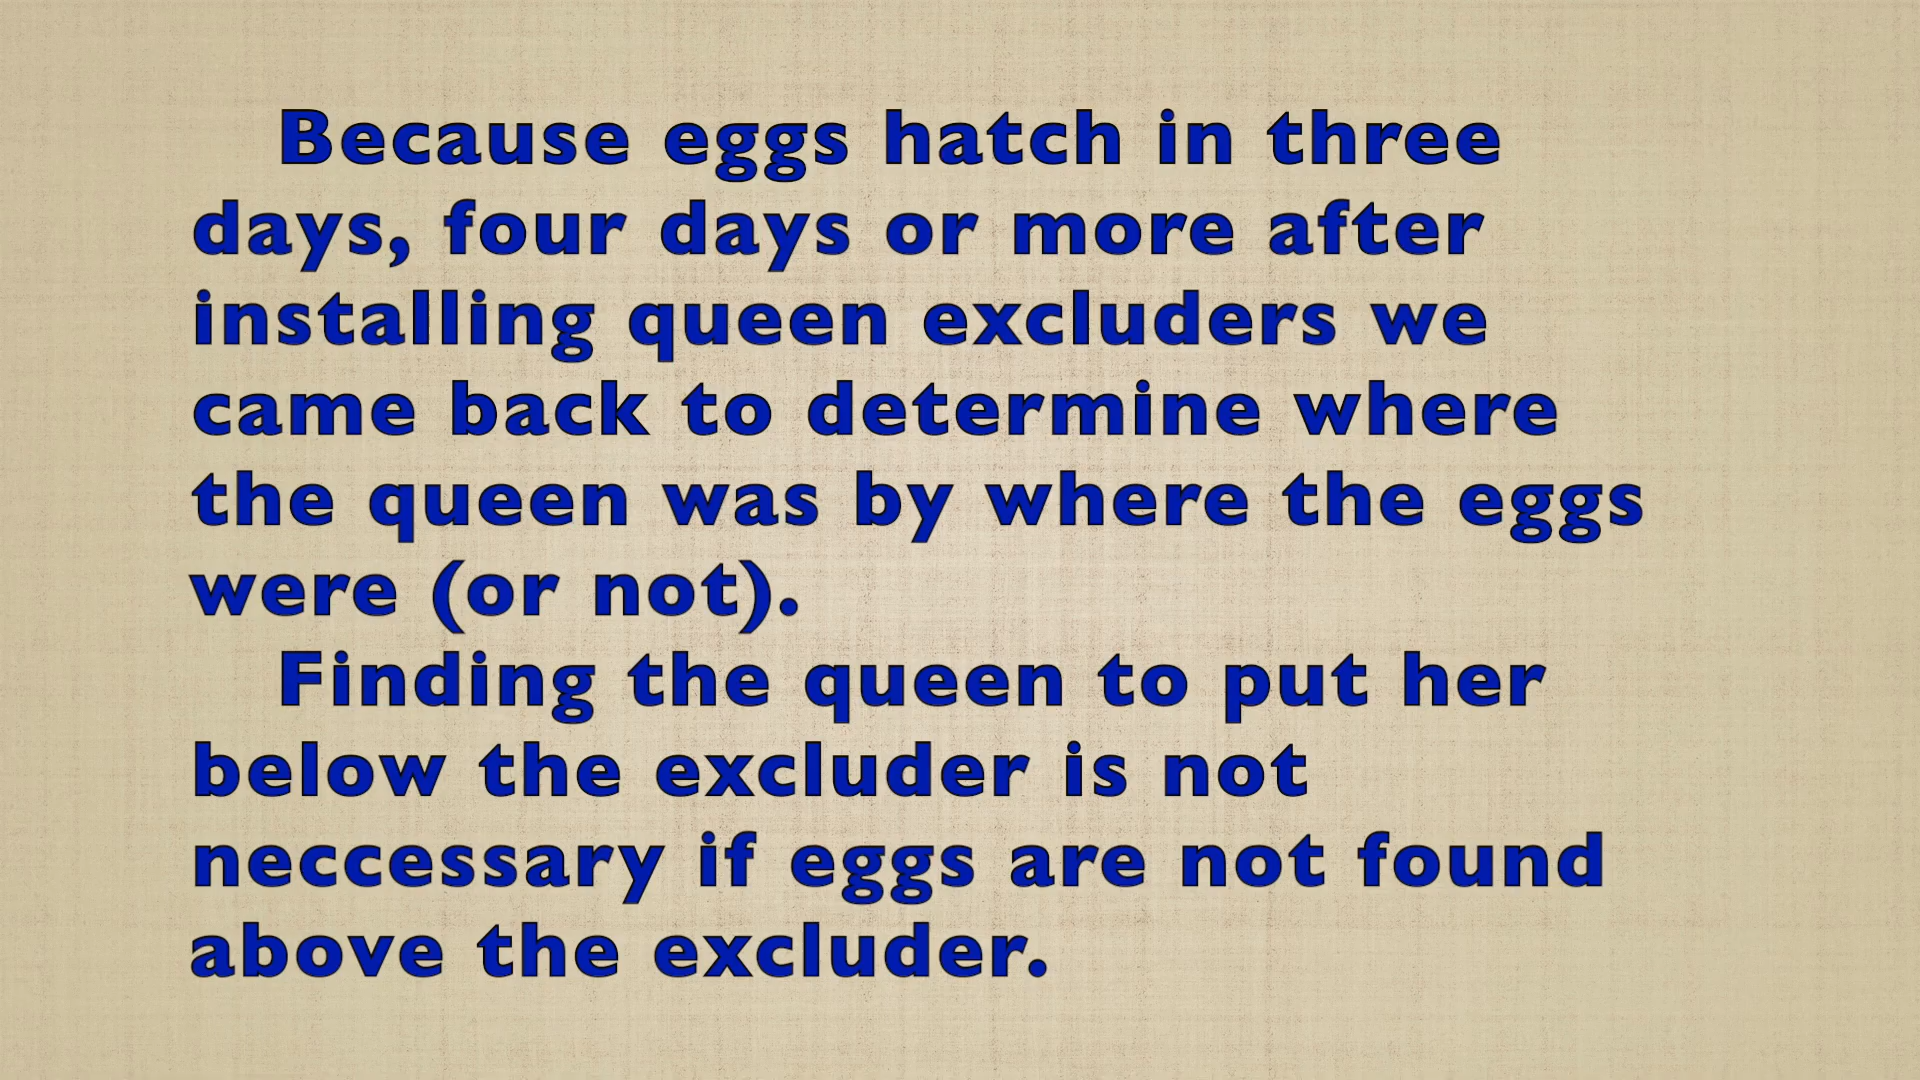 Because eggs hatch in three
days, four days or more after
installing queen excluders we
came back to determine where
the queen was by where the eggs
were (or not).
Finding the queen to put her
below the excluder is not
neccessary if eggs are not found
above the excluder.